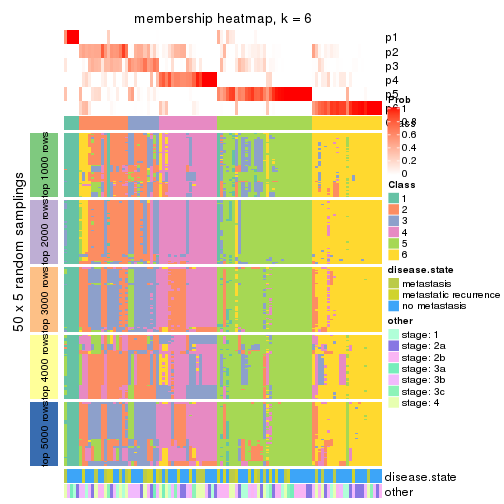 membership heatmap, k = 6
p1
p2
p3
p4
p5
p6
50 x 5 random samplings
top 1000 rows
top 2000 rows
top 3000 rows
top 4000 rows
top 5000 rows
disease.state
other
Prob
1
0.8
0.6
0.4
0.2
0
Class
Class
1
2
3
4
5
6
disease.state
metastasis
metastatic recurrence
no metastasis
other
stage: 1
stage: 2a
stage: 2b
stage: 3a
stage: 3b
stage: 3c
stage: 4